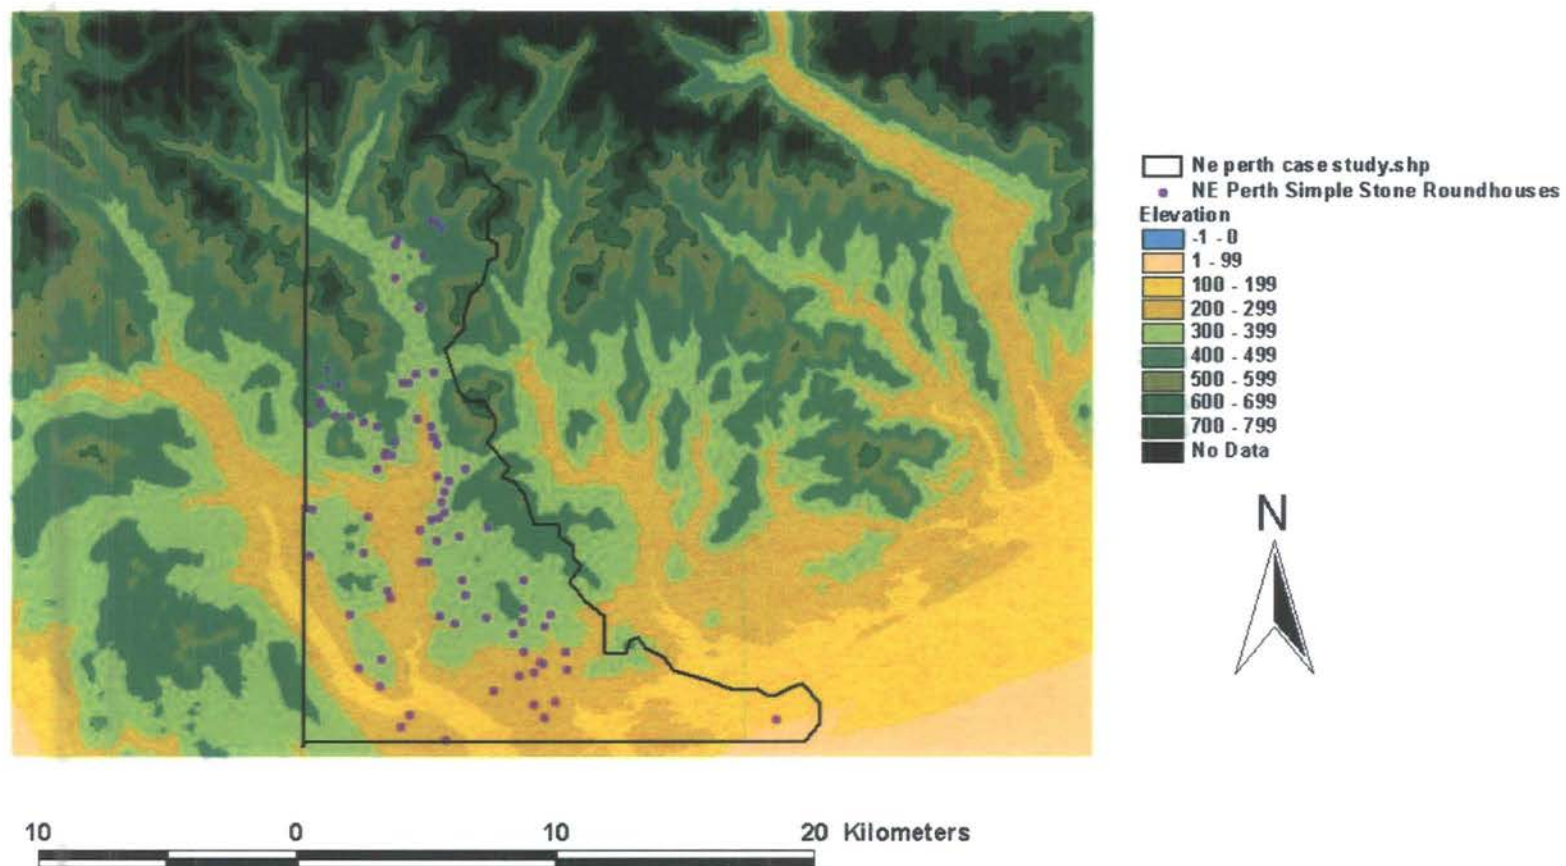 Ne perth case study.shp
NE Perth Simple Stone Roundhouses
Elevation
-1 - 0
1 - 99
100 - 199
200 - 299
300 - 399
400 - 499
500 - 599
600 - 699
700 - 799
No Data
N
10 0 10 20 Kilometers